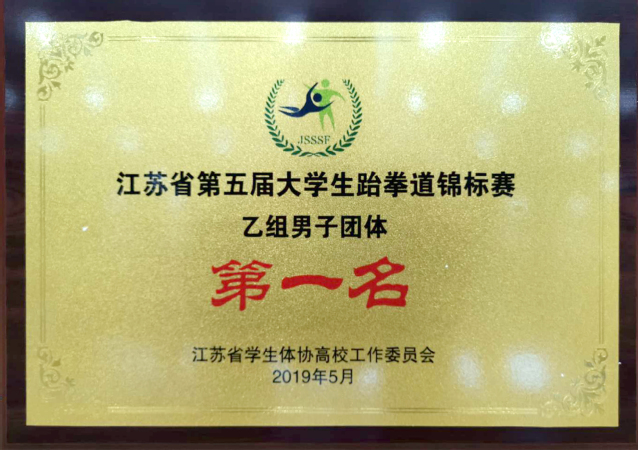 JSSSF
江苏省第五届大学生跆拳道锦标赛
乙组男子团体
第一名
江苏省学生体协高校工作委员会
2019年5月